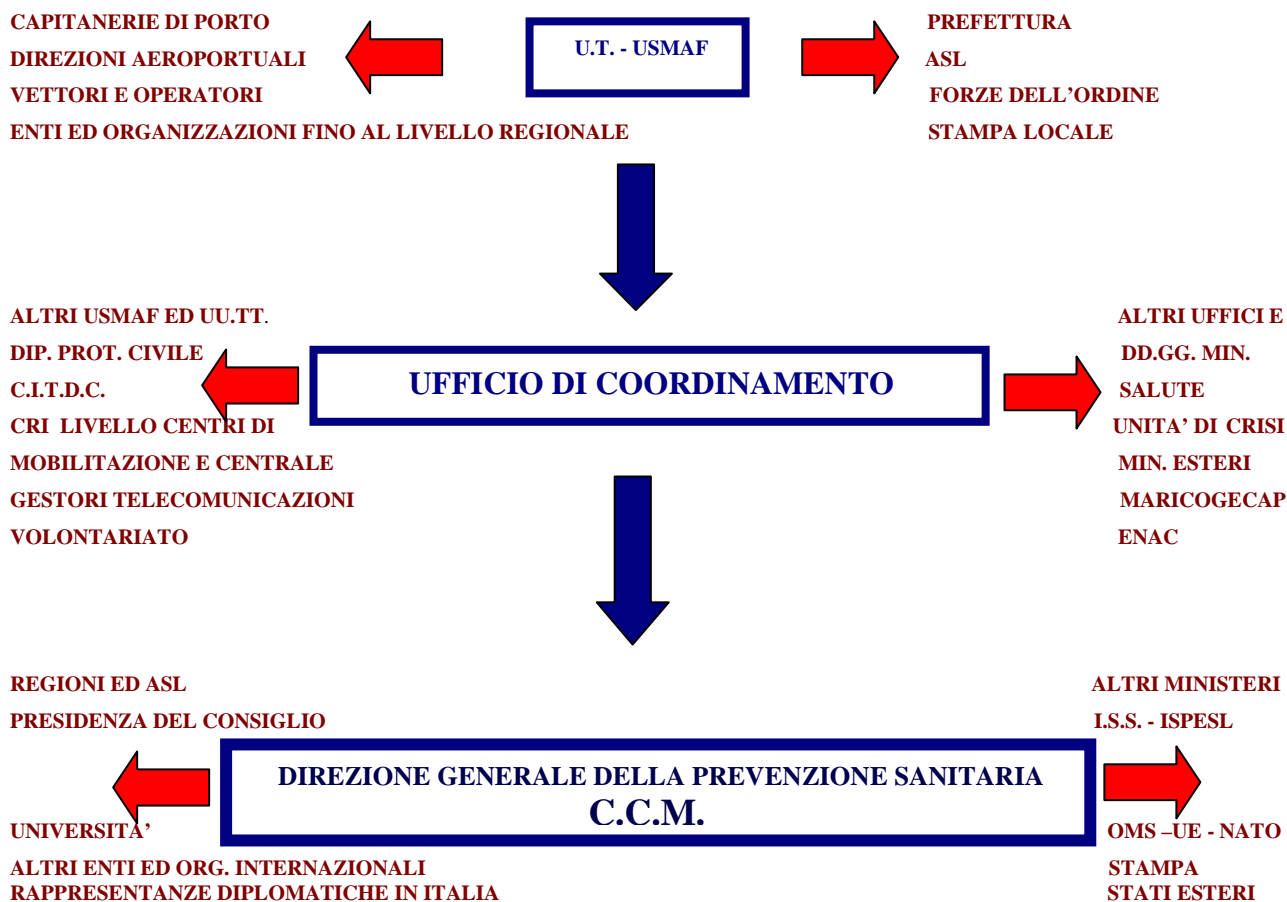 CAPITANERIE DI PORTO
DIREZIONI AEROPORTUALI
VETTORI E OPERATORI
ENTI ED ORGANIZZAZIONI FINO AL LIVELLO REGIONALE
U.T. - USMAF
PREFETTURA
ASL
FORZE DELL’ORDINE
STAMPA LOCALE
ALTRI USMAF ED UU.TT.
DIP. PROT. CIVILE
C.I.T.D.C.
CRI LIVELLO CENTRI DI
MOBILITAZIONE E CENTRALE
GESTORI TELECOMUNICAZIONI
VOLONTARIATO
UFFICIO DI COORDINAMENTO
ALTRI UFFICI E
DD.GG. MIN.
SALUTE
UNITA’ DI CRISI
MIN. ESTERI
MARICOGECAP
ENAC
REGIONI ED ASL
PRESIDENZA DEL CONSIGLIO
UNIVERSITA’
ALTRI ENTI ED ORG. INTERNAZIONALI
RAPPRESENTANZE DIPLOMATICHE IN ITALIA
DIREZIONE GENERALE DELLA PREVENZIONE SANITARIA
C.C.M.
ALTRI MINISTERI
I.S.S. - ISPESL
OMS –UE - NATO
STAMPA
STATI ESTERI